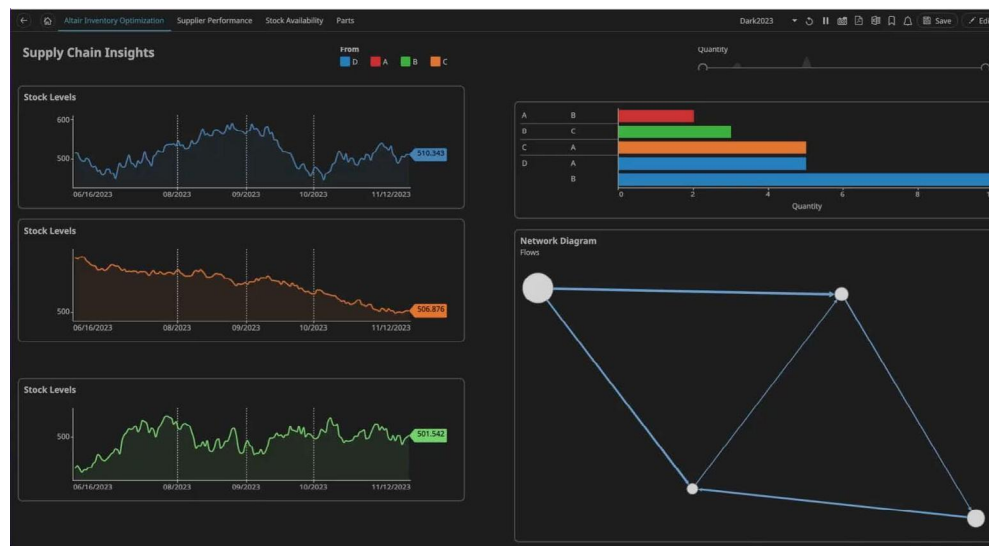 Altair Inventory Optimization Supplier Performance Stock Availability Parts Dark2023 Save
Supply Chain Insights
From
D A B C
Quantity
Stock Levels
600
500
510.343
06/16/2023 08/2023 09/2023 10/2023 11/12/2023
Stock Levels
500
506.876
06/16/2023 08/2023 09/2023 10/2023 11/12/2023
Stock Levels
500
501.542
06/16/2023 08/2023 09/2023 10/2023 11/12/2023
A B
B C
C A
D A
B
0 2 4 6 8
Quantity
Network Diagram
Flows